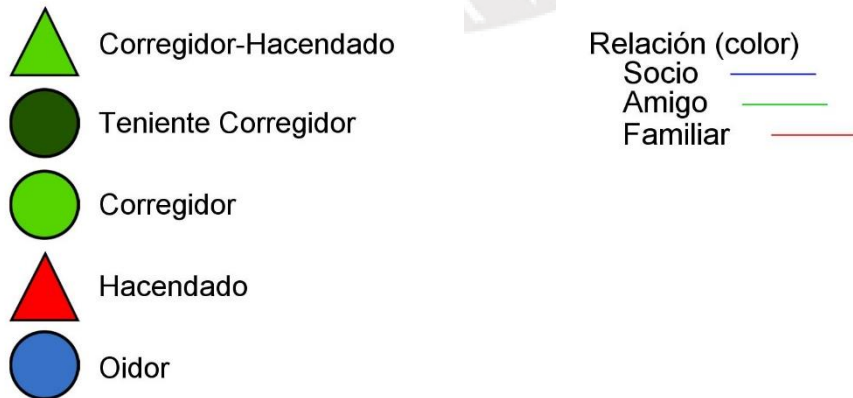 Corregidor-Hacendado
Teniente Corregidor
Corregidor
Hacendado
Oidor
Relación (color)
Socio
Amigo
Familiar